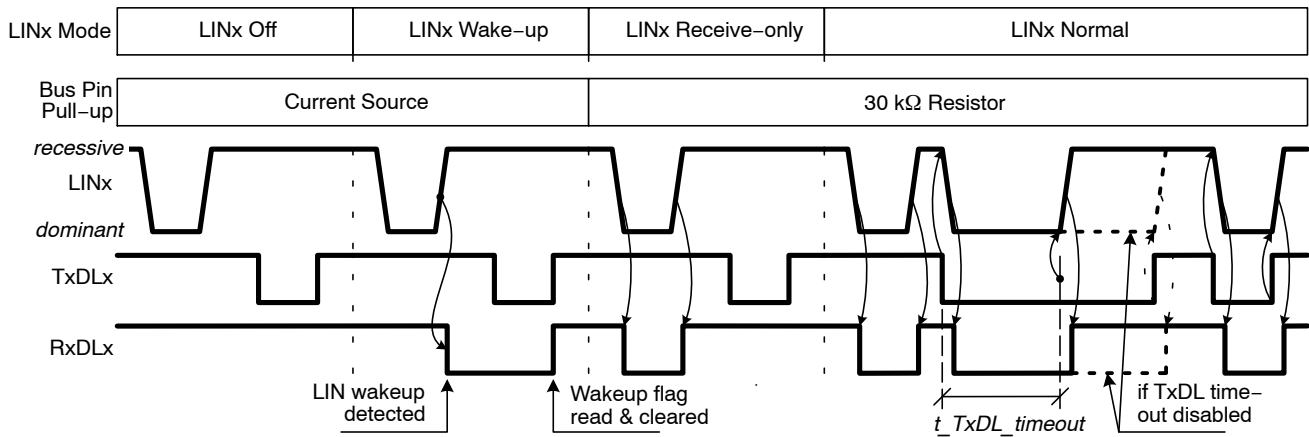 LINx Mode
LINx Off
LINx Wake−up
LINx Receive−only
LINx Normal
Bus Pin
Pull−up
Current Source
30 kΩ Resistor
recessive
LINx
dominant
TxDLx
RxDLx
LIN wakeup
detected
Wakeup flag
read & cleared
t_TxDL_timeout
if TxDL time−
out disabled